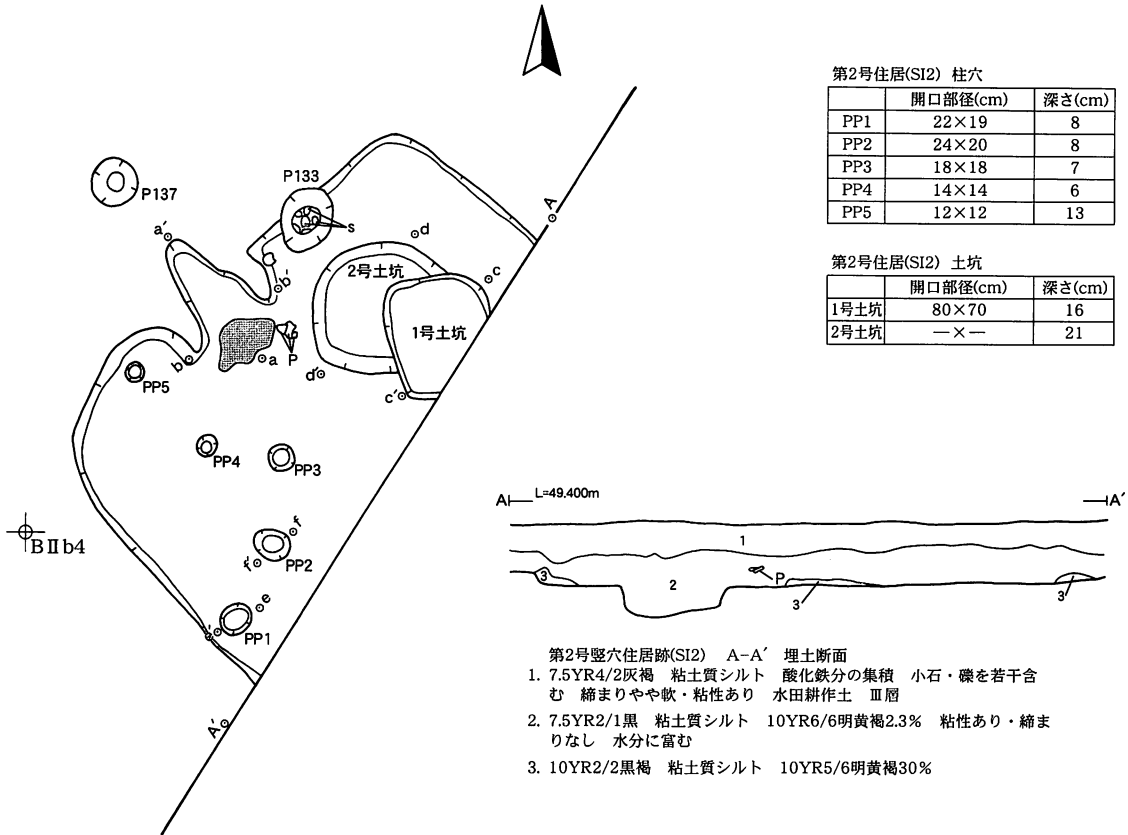 P137
P133
s
a′
b′
d
c
A
2号土坑
1号土坑
b
a
P
d′
c′
PP5
PP4
PP3
BⅡb4
f
f′
PP2
e
PP1
A′
第2号住居(SI2) 柱穴
開口部径(cm) 深さ(cm)
PP1 22×19 8
PP2 24×20 8
PP3 18×18 7
PP4 14×14 6
PP5 12×12 13
第2号住居(SI2) 土坑
開口部径(cm) 深さ(cm)
1号土坑 80×70 16
2号土坑 —×— 21
A L=49.400m A′
1
3 2 P 3 3
第2号竪穴住居跡(SI2) A-A′ 埋土断面
1. 7.5YR4/2灰褐 粘土質シルト 酸化鉄分の集積 小石・礫を若干含
む 締まりやや軟・粘性あり 水田耕作土 Ⅲ層
2. 7.5YR2/1黒 粘土質シルト 10YR6/6明黄褐2.3% 粘性あり・締ま
りなし 水分に富む
3. 10YR2/2黒褐 粘土質シルト 10YR5/6明黄褐30%